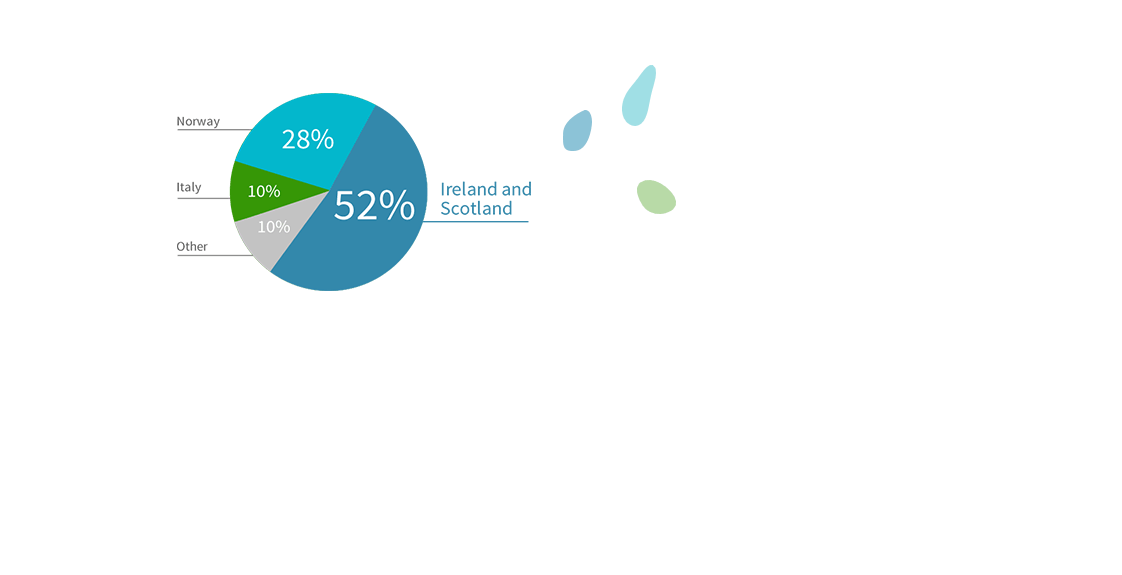 Norway
28%
Italy
10%
52%
Ireland and
Scotland
10%
Other